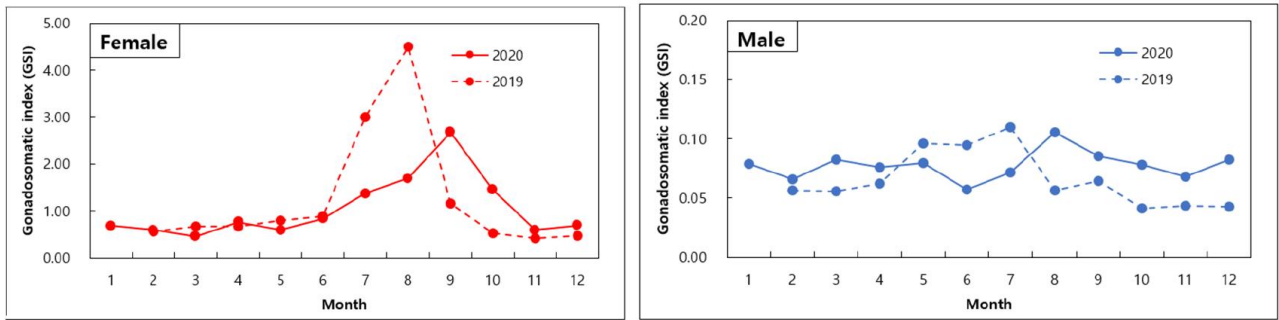 Female
Gonadosomatic index (GSI)
5.00
4.00
3.00
2.00
1.00
0.00
2020
2019
1 2 3 4 5 6 7 8 9 10 11 12
Month
Male
Gonadosomatic index (GSI)
0.20
0.15
0.10
0.05
0.00
2020
2019
1 2 3 4 5 6 7 8 9 10 11 12
Month